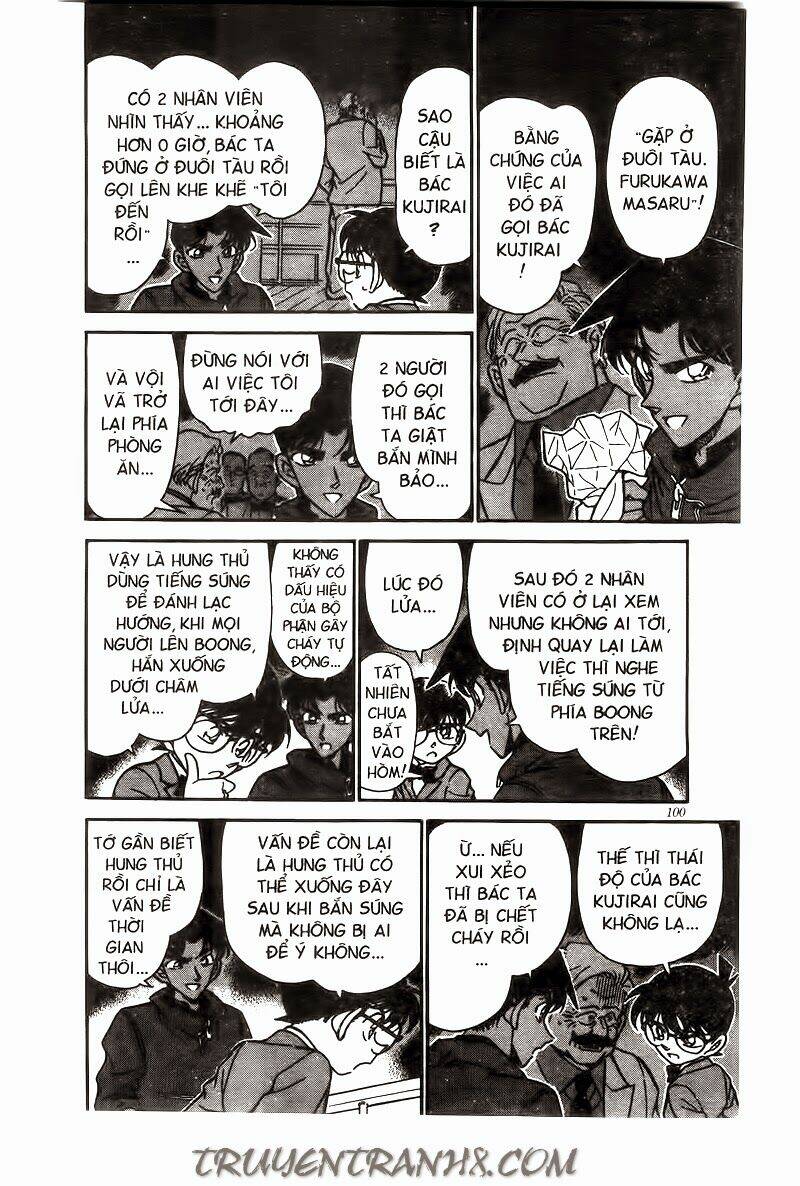 "GẶP Ở
ĐUÔI TÀU.
FURUKAWA
MASARU"!
BẰNG
CHỨNG CỦA
VIỆC AI
ĐÓ ĐÃ
GỌI BÁC
KUJIRAI
!
SAO
CẬU
BIẾT LÀ
BÁC
KUJIRAI
?
CÓ 2 NHÂN VIÊN
NHÌN THẤY... KHOẢNG
HƠN 0 GIỜ, BÁC TA
ĐỨNG Ở ĐUÔI TÀU RỒI
GỌI LÊN KHE KHẼ "TÔI
ĐẾN
RỒI"
...
2 NGƯỜI
ĐÓ GỌI
THÌ BÁC
TA GIẬT
BẮN MÌNH
BẢO...
ĐỪNG NÓI VỚI
AI VIỆC TÔI
TỚI ĐÂY...
VÀ VỘI
VÃ TRỞ
LẠI PHÍA
PHÒNG
ĂN...
SAU ĐÓ 2 NHÂN
VIÊN CÓ Ở LẠI XEM
NHƯNG KHÔNG AI TỚI,
ĐỊNH QUAY LẠI LÀM
VIỆC THÌ NGHE
TIẾNG SÚNG TỪ
PHÍA BOONG
TRÊN!
LÚC ĐÓ
LỬA...
TẤT
NHIÊN
CHƯA
BẮT
VÀO
HÒM!
KHÔNG
THẤY CÓ
DẤU HIỆU
CỦA BỘ
PHẬN GÂY
CHÁY TỰ
ĐỘNG...
VẬY LÀ HUNG THỦ
DÙNG TIẾNG SÚNG
ĐỂ ĐÁNH LẠC
HƯỚNG, KHI MỌI
NGƯỜI LÊN BOONG,
HẮN XUỐNG
DƯỚI CHÂM
LỬA...
100
THẾ THÌ THÁI
ĐỘ CỦA BÁC
KUJIRAI CŨNG
KHÔNG LẠ...
Ừ... NẾU
XUI XẺO
THÌ BÁC TA
ĐÃ BỊ CHẾT
CHÁY RỒI
...
VẤN ĐỀ CÒN LẠI
LÀ HUNG THỦ CÓ
THỂ XUỐNG ĐÂY
SAU KHI BẮN SÚNG
MÀ KHÔNG BỊ AI
ĐỂ Ý KHÔNG...
TỚ GẦN BIẾT
HUNG THỦ
RỒI CHỈ LÀ
VẤN ĐỀ
THỜI
GIAN
THÔI...
TRUYENTRANH8.COM